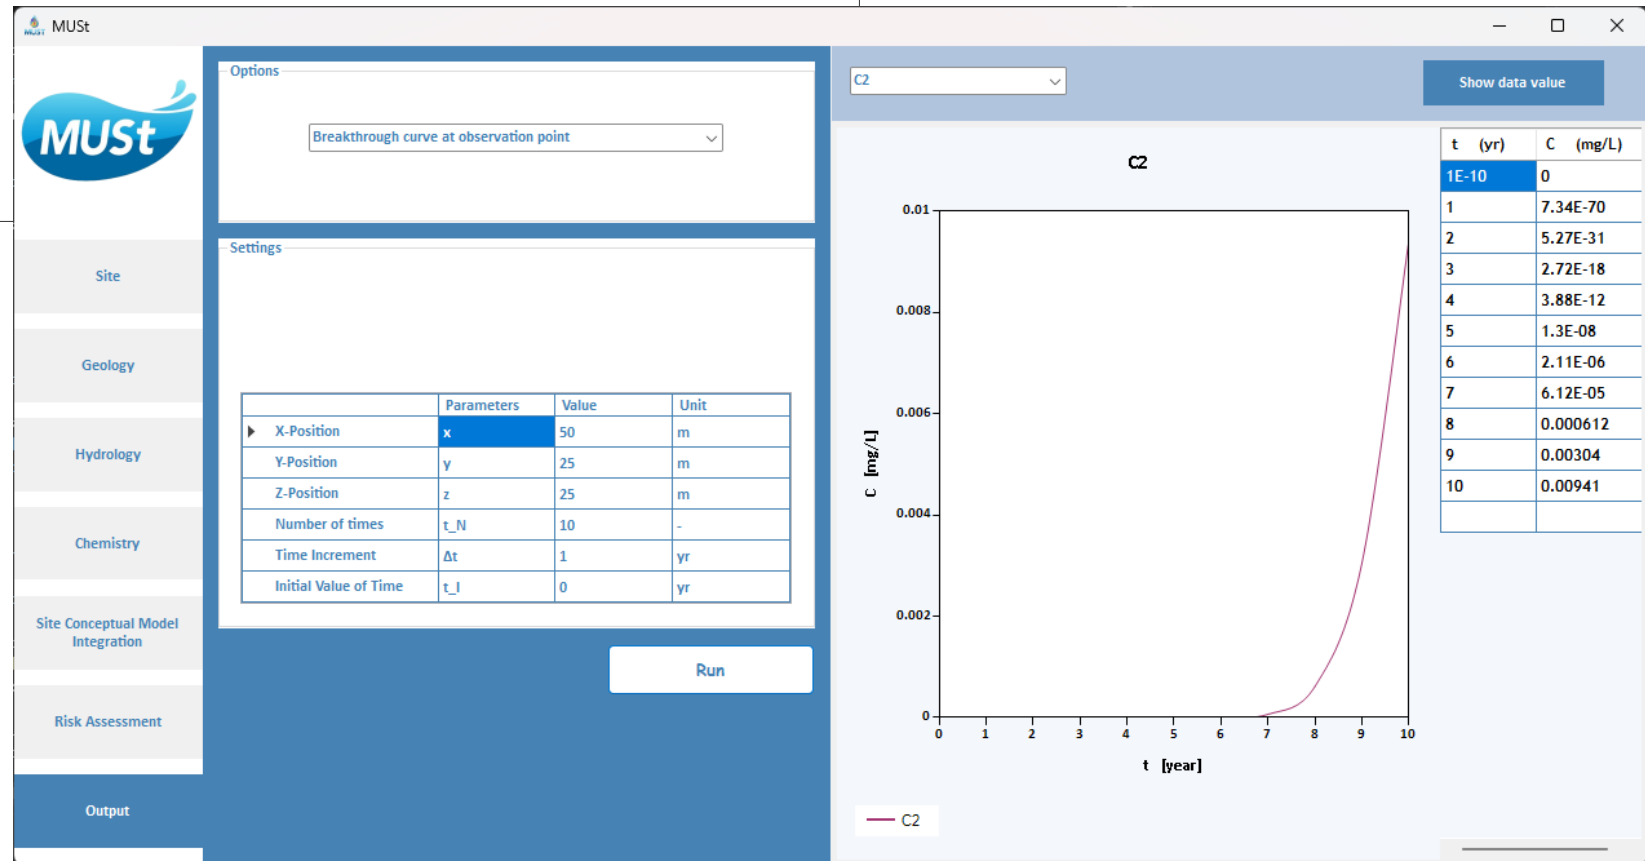 MUSt
MUSt
MUSt
Site
Geology
Hydrology
Chemistry
Site Conceptual Model
Integration
Risk Assessment
Output
Options
Breakthrough curve at observation point
Settings
Parameters Value Unit
X-Position x 50 m
Y-Position y 25 m
Z-Position z 25 m
Number of times t_N 10 -
Time Increment Δt 1 yr
Initial Value of Time t_I 0 yr
Run
C2
Show data value
C2
0.01
0.008
0.006
0.004
0.002
0
C [mg/L]
0 1 2 3 4 5 6 7 8 9 10
t [year]
C2
t (yr) C (mg/L)
1E-10 0
1 7.34E-70
2 5.27E-31
3 2.72E-18
4 3.88E-12
5 1.3E-08
6 2.11E-06
7 6.12E-05
8 0.000612
9 0.00304
10 0.00941